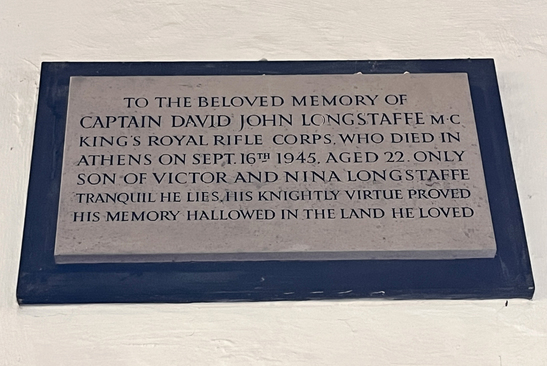 TO THE BELOVED MEMORY OF
CAPTAIN DAVID JOHN LONGSTAFFE M·C
KING'S ROYAL RIFLE CORPS, WHO DIED IN
ATHENS ON SEPT. 16TH 1945, AGED 22. ONLY
SON OF VICTOR AND NINA LONGSTAFFE
TRANQUIL HE LIES, HIS KNIGHTLY VIRTUE PROVED
HIS MEMORY HALLOWED IN THE LAND HE LOVED